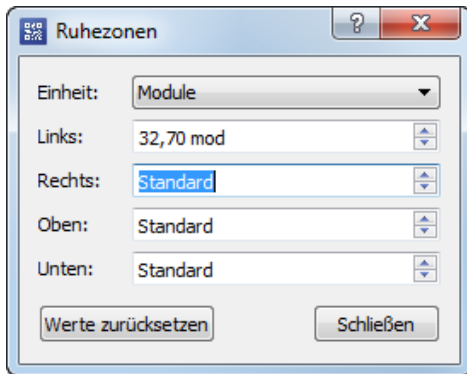 Ruhezonen
Einheit: Module
Links: 32,70 mod
Rechts: Standard
Oben: Standard
Unten: Standard
Werte zurücksetzen Schließen